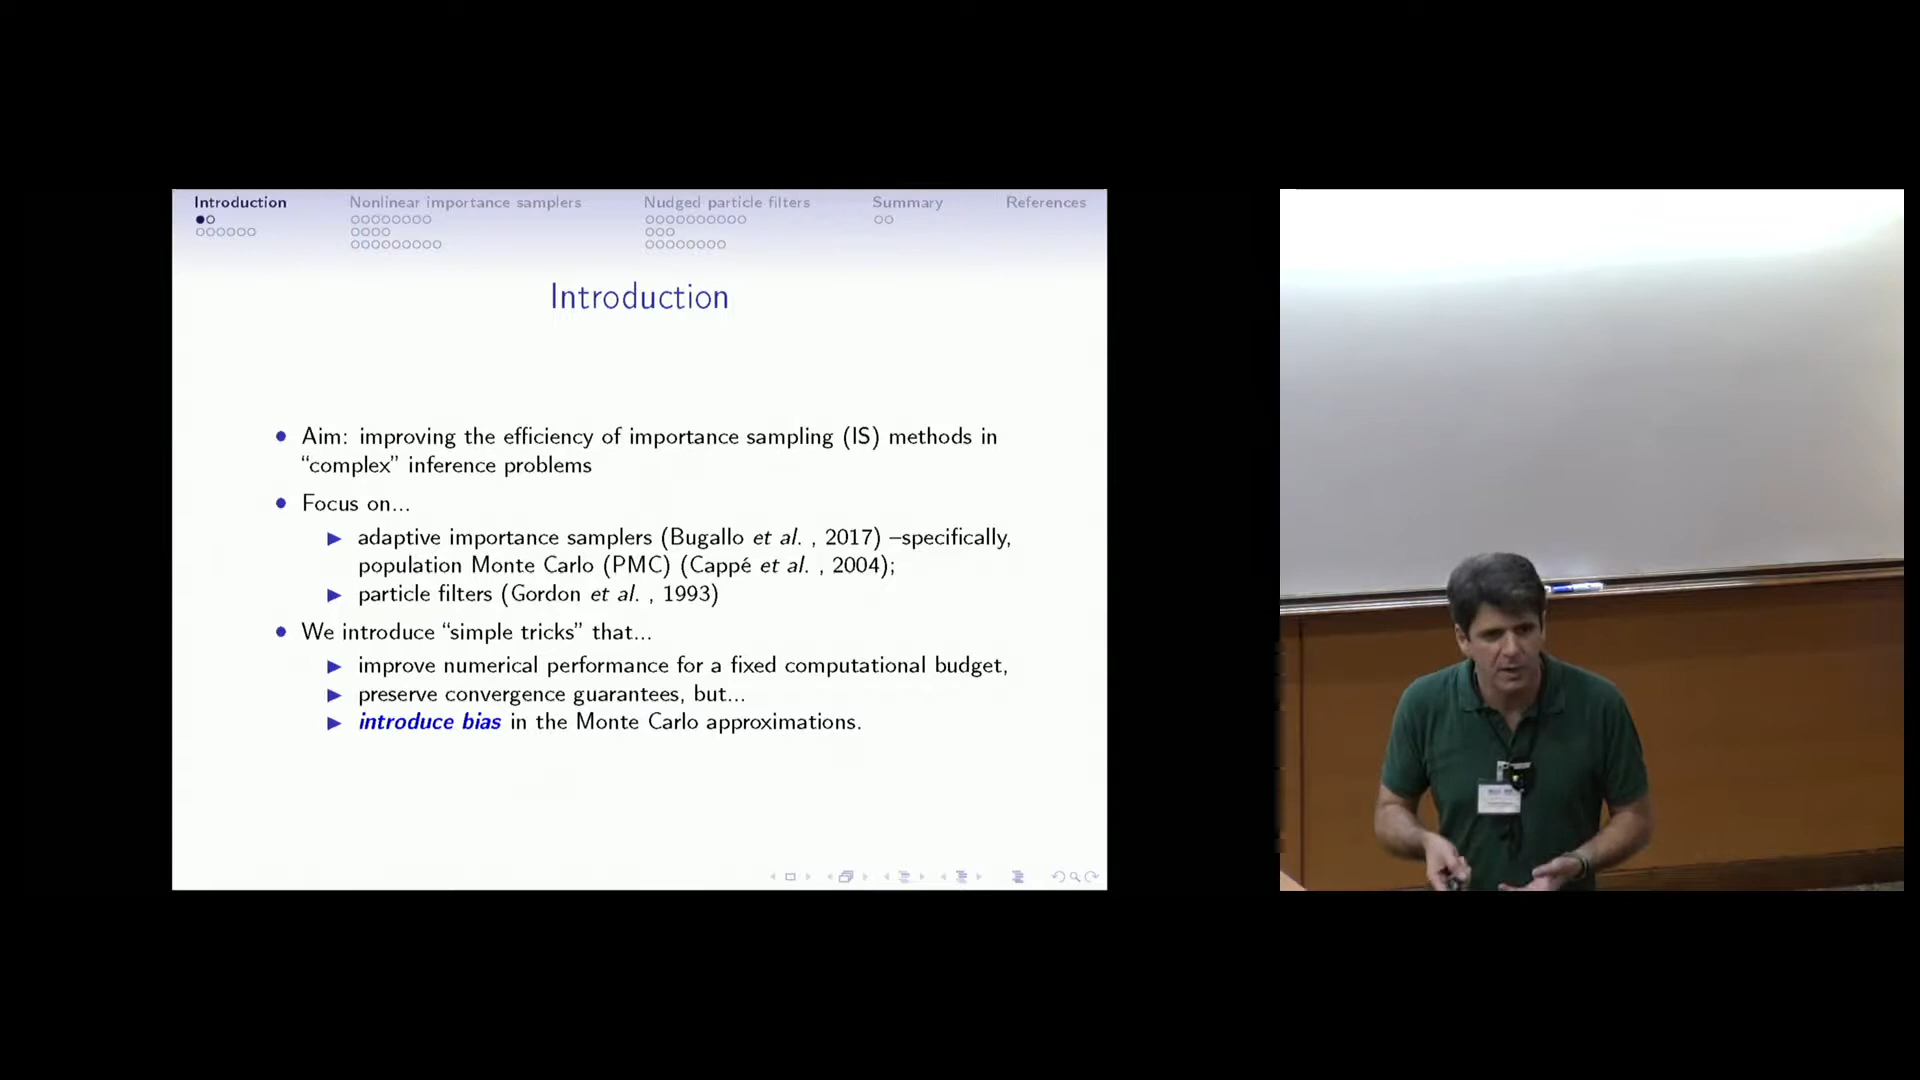 Introduction
Nonlinear importance samplers
Nudged particle filters
Summary
References
Introduction
• Aim: improving the efficiency of importance sampling (IS) methods in
“complex” inference problems
• Focus on...
▶ adaptive importance samplers (Bugallo et al. , 2017) –specifically,
population Monte Carlo (PMC) (Cappé et al. , 2004);
▶ particle filters (Gordon et al. , 1993)
• We introduce “simple tricks” that...
▶ improve numerical performance for a fixed computational budget,
▶ preserve convergence guarantees, but...
▶ introduce bias in the Monte Carlo approximations.